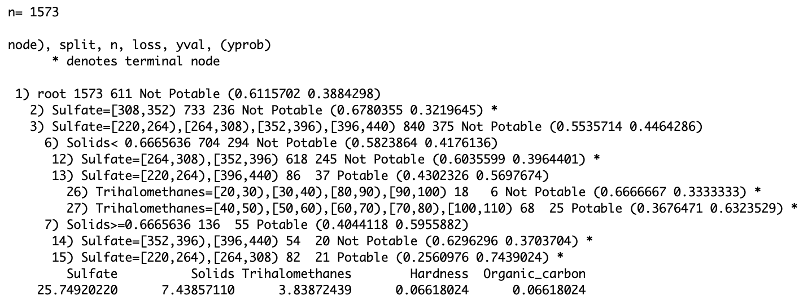 n= 1573

node), split, n, loss, yval, (yprob)
      * denotes terminal node

 1) root 1573 611 Not Potable (0.6115702 0.3884298)
   2) Sulfate=[308,352) 733 236 Not Potable (0.6780355 0.3219645) *
   3) Sulfate=[220,264),[264,308),[352,396),[396,440) 840 375 Not Potable (0.5535714 0.4464286)
     6) Solids< 0.6665636 704 294 Not Potable (0.5823864 0.4176136)
      12) Sulfate=[264,308),[352,396) 618 245 Not Potable (0.6035599 0.3964401) *
      13) Sulfate=[220,264),[396,440) 86  37 Potable (0.4302326 0.5697674)
        26) Trihalomethanes=[20,30),[30,40),[80,90),[90,100) 18   6 Not Potable (0.6666667 0.3333333) *
        27) Trihalomethanes=[40,50),[50,60),[60,70),[70,80),[100,110) 68  25 Potable (0.3676471 0.6323529) *
     7) Solids>=0.6665636 136  55 Potable (0.4044118 0.5955882)
      14) Sulfate=[352,396),[396,440) 54  20 Not Potable (0.6296296 0.3703704) *
      15) Sulfate=[220,264),[264,308) 82  21 Potable (0.2560976 0.7439024) *
        Sulfate          Solids Trihalomethanes        Hardness  Organic_carbon
    25.74920220      7.43857110      3.83872439      0.06618024      0.06618024